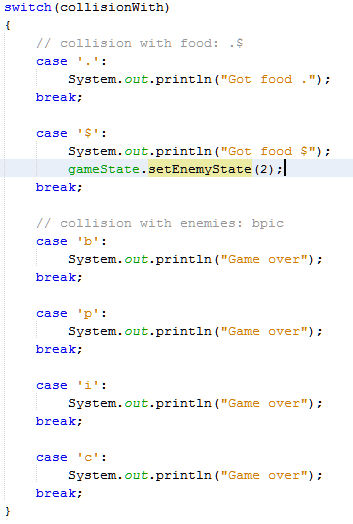 switch(collisionWith)
{
    // collision with food: .$
    case '.':
        System.out.println("Got food .");
    break;

    case '$':
        System.out.println("Got food $");
        gameState.setEnemyState(2);
    break;

    // collision with enemies: bpic
    case 'b':
        System.out.println("Game over");
    break;

    case 'p':
        System.out.println("Game over");
    break;

    case 'i':
        System.out.println("Game over");
    break;

    case 'c':
        System.out.println("Game over");
    break;
}